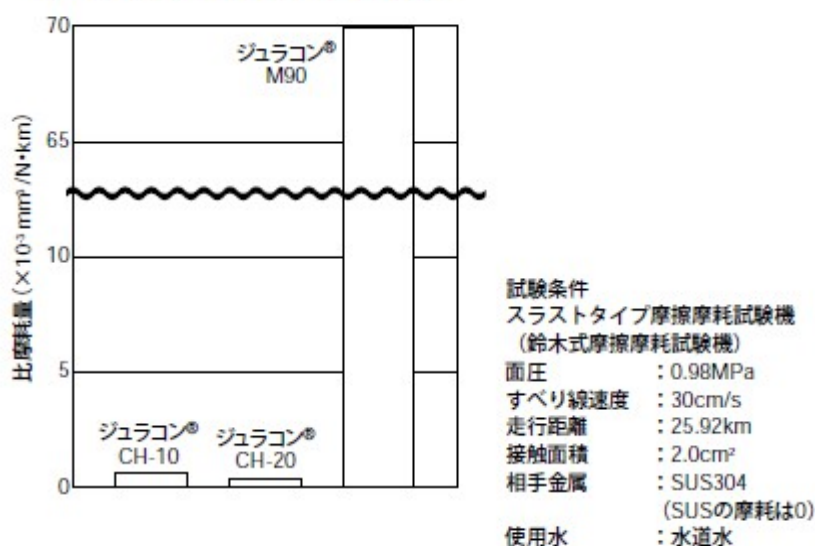 70
65
10
5
0
比摩耗量(×10⁻³ mm³ /N•km)
ジュラコン®
M90
ジュラコン®
CH-10
ジュラコン®
CH-20
試験条件
スラストタイプ摩擦摩耗試験機
(鈴木式摩擦摩耗試験機)
面圧 :0.98MPa
すべり線速度 :30cm/s
走行距離 :25.92km
接触面積 :2.0cm²
相手金属 :SUS304
(SUSの摩耗は0)
使用水 :水道水